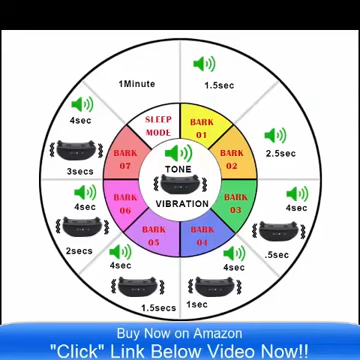 1Minute
1.5sec
4sec
SLEEP
MODE
BARK
01
2.5sec
BARK
07
TONE
BARK
02
3secs
VIBRATION
4sec
BARK
06
BARK
03
4sec
2secs
BARK
05
BARK
04
.5sec
4sec
4sec
1.5secs
1sec
Buy Now on Amazon
"Click" Link Below Video Now!!